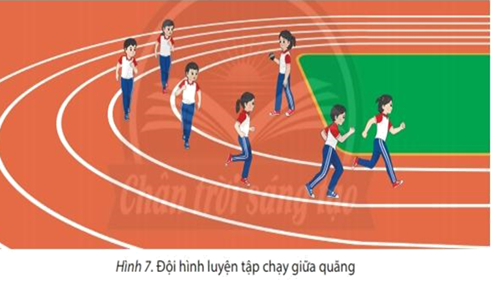 Chân trời sáng tạo
Hình 7. Đội hình luyện tập chạy giữa quãng